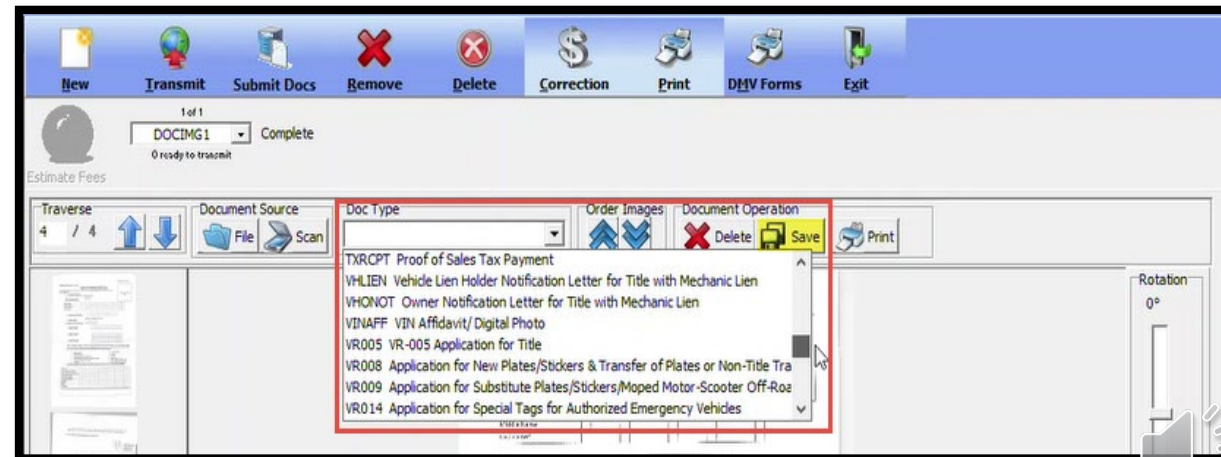 New Transmit Submit Docs Remove Delete Correction Print DMV Forms Exit
1 of 1
DOCIMG1 Complete
0 ready to transmit
Estimate Fees
Traverse Document Source Doc Type Order Images Document Operation
4 / 4 File Scan Delete Save Print
TXRCPT Proof of Sales Tax Payment
VHLIEN Vehicle Lien Holder Notification Letter for Title with Mechanic Lien
VHONOT Owner Notification Letter for Title with Mechanic Lien
VINAFF VIN Affidavit/ Digital Photo
VR005 VR-005 Application for Title
VR008 Application for New Plates/Stickers & Transfer of Plates or Non-Title Tra
VR009 Application for Substitute Plates/Stickers/Moped Motor-Scooter Off-Roa
VR014 Application for Special Tags for Authorized Emergency Vehicles
Rotation
0°